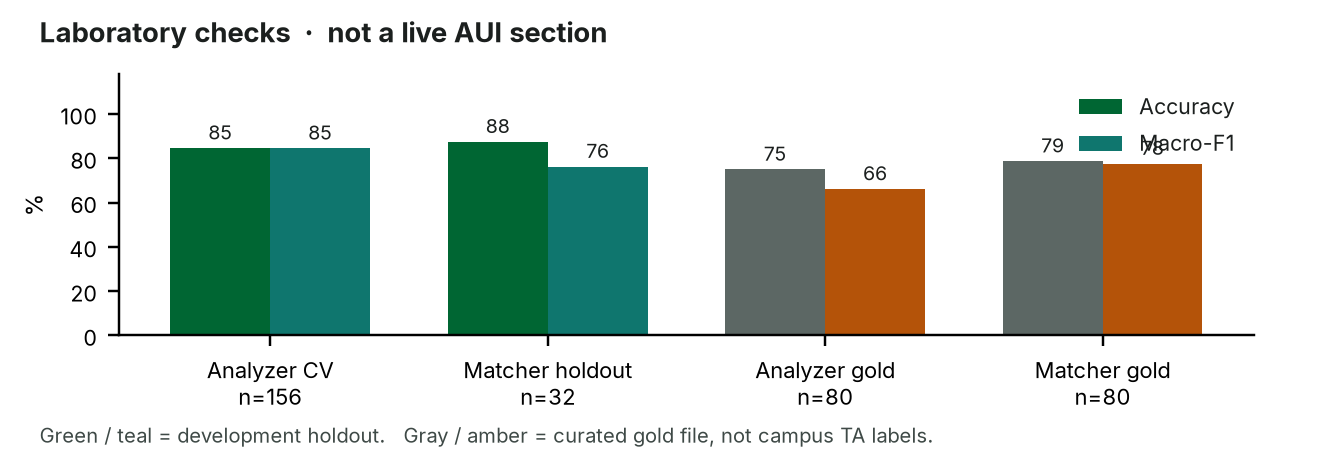 Laboratory checks · not a live AUI section
%
100
80
60
40
20
0
85
85
88
76
75
66
79
78
Accuracy
Macro-F1
Analyzer CV
n=156
Matcher holdout
n=32
Analyzer gold
n=80
Matcher gold
n=80
Green / teal = development holdout. Gray / amber = curated gold file, not campus TA labels.